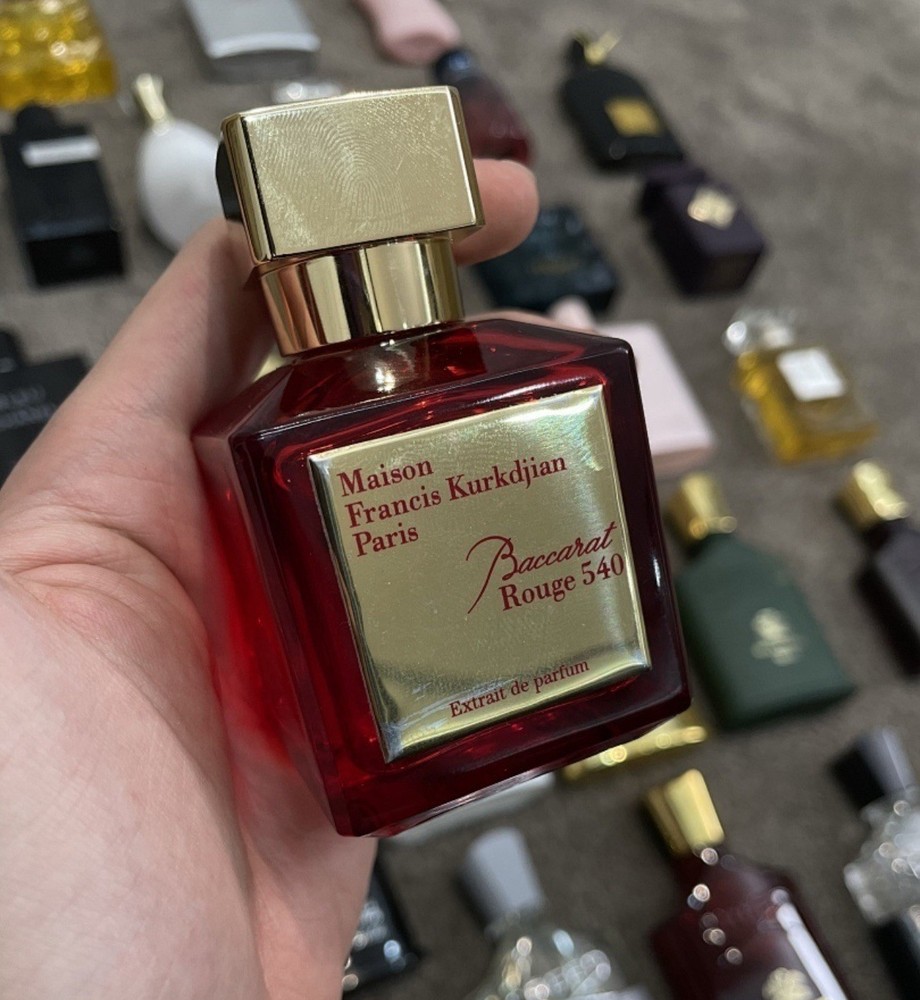 Maison
Francis Kurkdjian
Paris
Baccarat
Rouge 540
Extrait de parfum